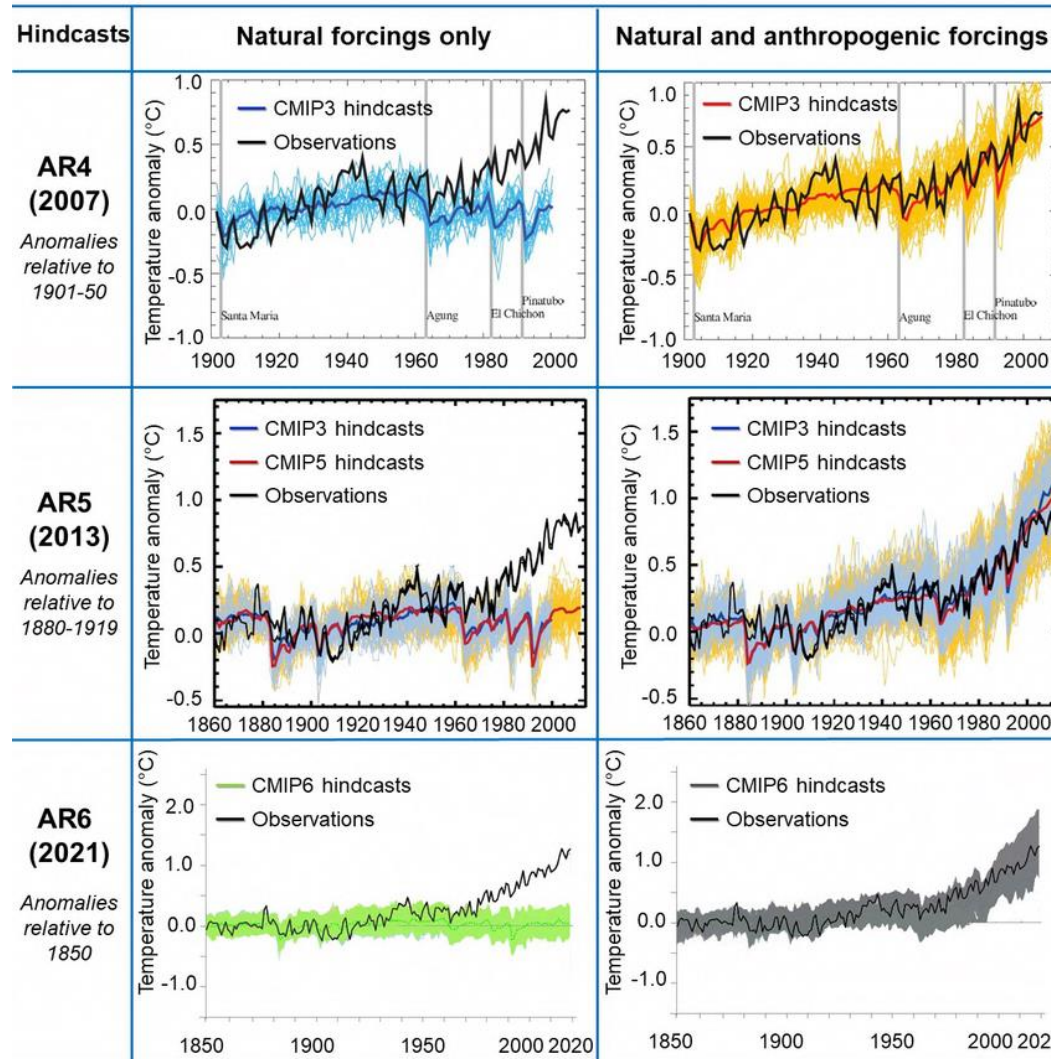 Hindcasts
Natural forcings only
Natural and anthropogenic forcings
AR4
(2007)
Anomalies
relative to
1901-50
Temperature anomaly (°C)
1.0
0.5
0.0
-0.5
-1.0
CMIP3 hindcasts
Observations
Santa Maria
Agung
El Chichon
Pinatubo
1900 1920 1940 1960 1980 2000
Temperature anomaly (°C)
1.0
0.5
0.0
-0.5
-1.0
CMIP3 hindcasts
Observations
Santa Maria
Agung
El Chichon
Pinatubo
1900 1920 1940 1960 1980 2000
AR5
(2013)
Anomalies
relative to
1880-1919
Temperature anomaly (°C)
1.5
1.0
0.5
0.0
-0.5
CMIP3 hindcasts
CMIP5 hindcasts
Observations
1860 1880 1900 1920 1940 1960 1980 2000
Temperature anomaly (°C)
1.5
1.0
0.5
0.0
-0.5
CMIP3 hindcasts
CMIP5 hindcasts
Observations
1860 1880 1900 1920 1940 1960 1980 2000
AR6
(2021)
Anomalies
relative to
1850
Temperature anomaly (°C)
2.0
1.0
0.0
-1.0
CMIP6 hindcasts
Observations
1850 1900 1950 2000 2020
Temperature anomaly (°C)
2.0
1.0
0.0
-1.0
CMIP6 hindcasts
Observations
1850 1900 1950 2000 202